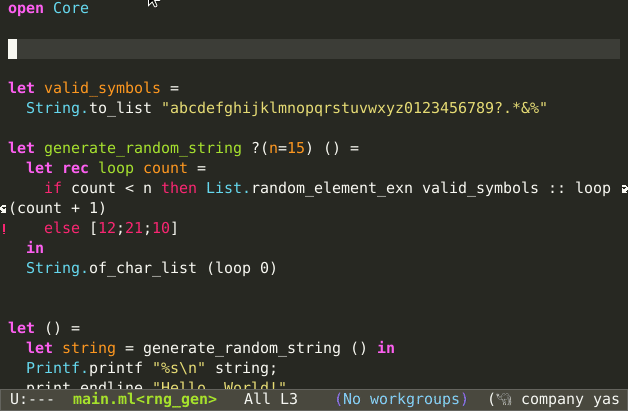 open Core
let valid_symbols =
  String.to_list "abcdefghijklmnopqrstuvwxyz0123456789?.*&%"
let generate_random_string ?(n=15) () =
  let rec loop count =
    if count < n then List.random_element_exn valid_symbols :: loop
(count + 1)
!    else [12;21;10]
  in
  String.of_char_list (loop 0)
let () =
  let string = generate_random_string () in
  Printf.printf "%s\n" string;
  print_endline "Hello, World!"
U:---  main.ml<rng_gen>   All L3    (No workgroups)  ( company yas